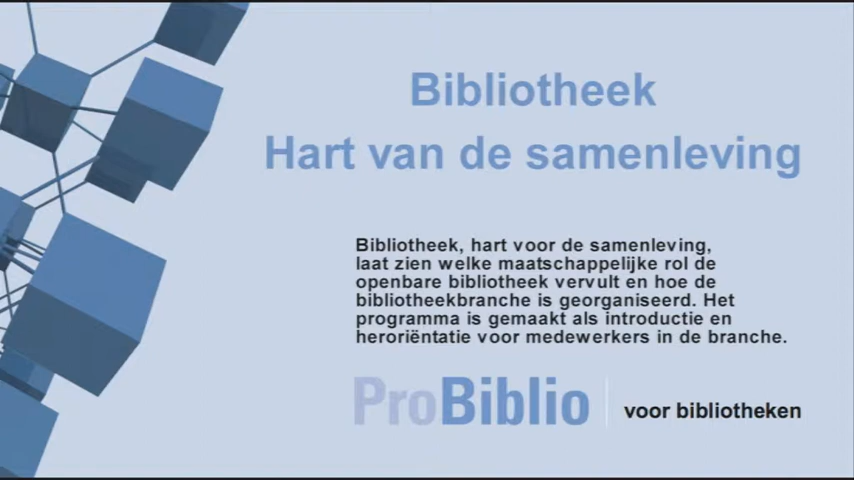 Bibliotheek
Hart van de samenleving
Bibliotheek, hart voor de samenleving,
laat zien welke maatschappelijke rol de
openbare bibliotheek vervult en hoe de
bibliotheekbranche is georganiseerd. Het
programma is gemaakt als introductie en
heroriëntatie voor medewerkers in de branche.
ProBiblio voor bibliotheken